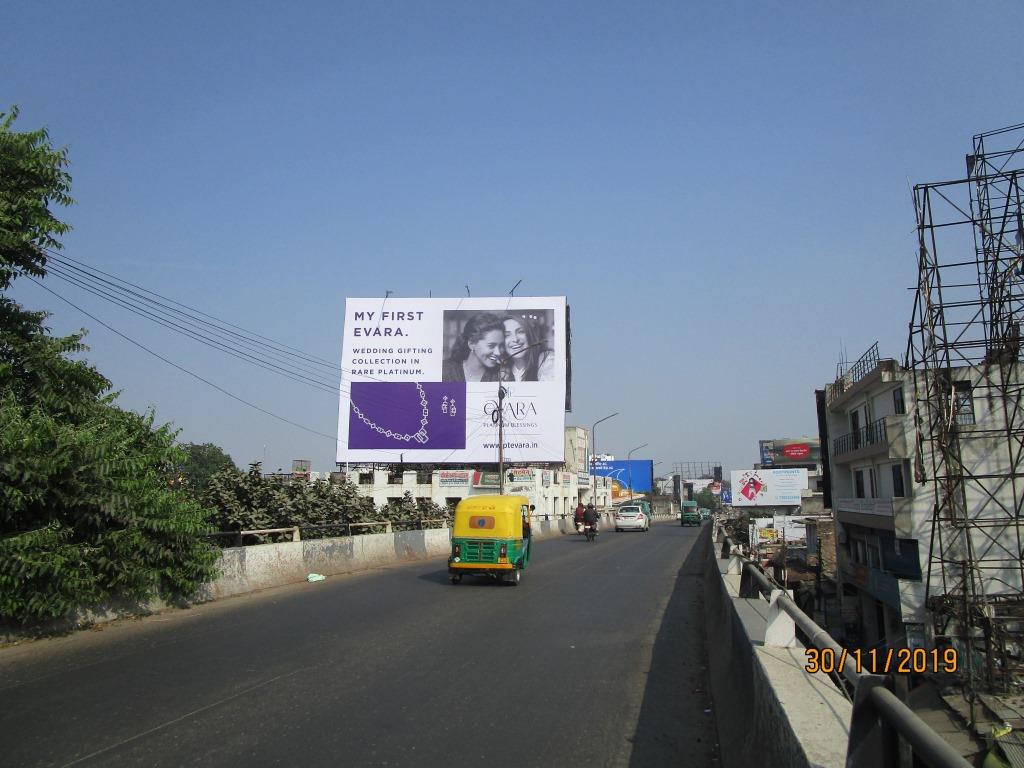 MY FIRST
EVARA.
WEDDING GIFTING
COLLECTION IN
RARE PLATINUM.
EVARA
PLATINUM BLESSINGS
www.ptevara.in
30/11/2019